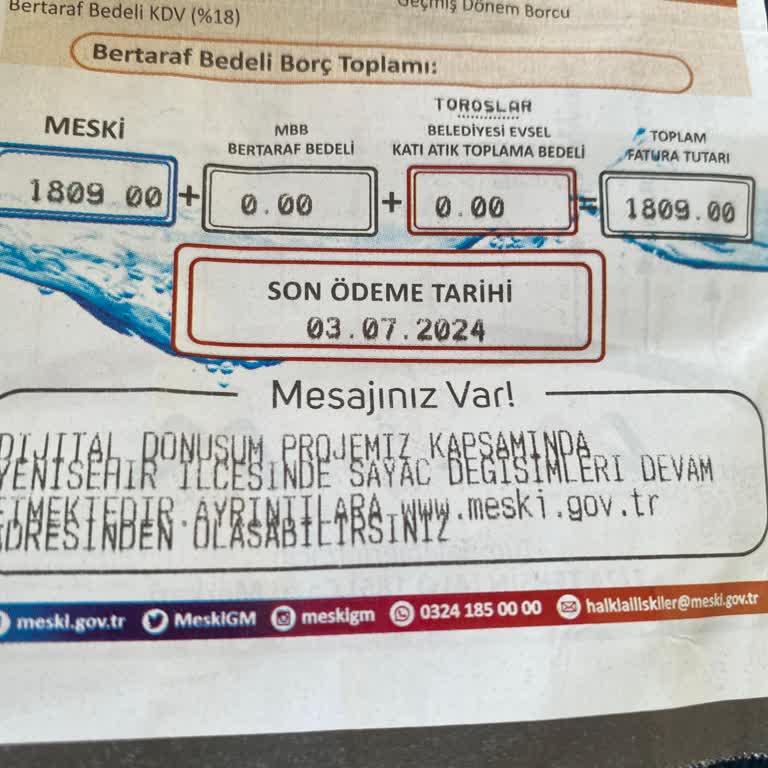 Bertaraf Bedeli KDV (%18)
Geçmiş Dönem Borcu
Bertaraf Bedeli Borç Toplamı:
MESKİ
MBB
BERTARAF BEDELİ
TOROSLAR
BELEDİYESİ EVSEL
KATI ATIK TOPLAMA BEDELİ
TOPLAM
FATURA TUTARI
1809 00 + 0.00 + 0.00 = 1809.00
SON ÖDEME TARİHİ
03.07.2024
Mesajınız Var!
DIJITAL DONUSUM PROJEMIZ KAPSAMINDA
YENISEHIR ILCESINDE SAYAC DEGISIMLERI DEVAM
ETMEKTEDIR.AYRINTILARA www.meski.gov.tr
ADRESINDEN ULASABILIRSINIZ
meski.gov.tr MeskiGM meskigm 0324 185 00 00 halklailiskiler@meski.gov.tr